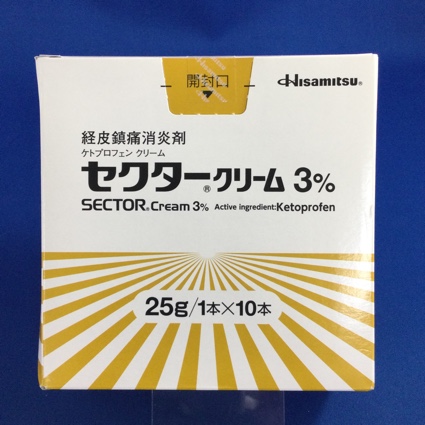 開封口
Hisamitsu®
経皮鎮痛消炎剤
ケトプロフェン クリーム
セクター®クリーム 3%
SECTOR® Cream 3% Active ingredient:Ketoprofen
25g/1本×10本